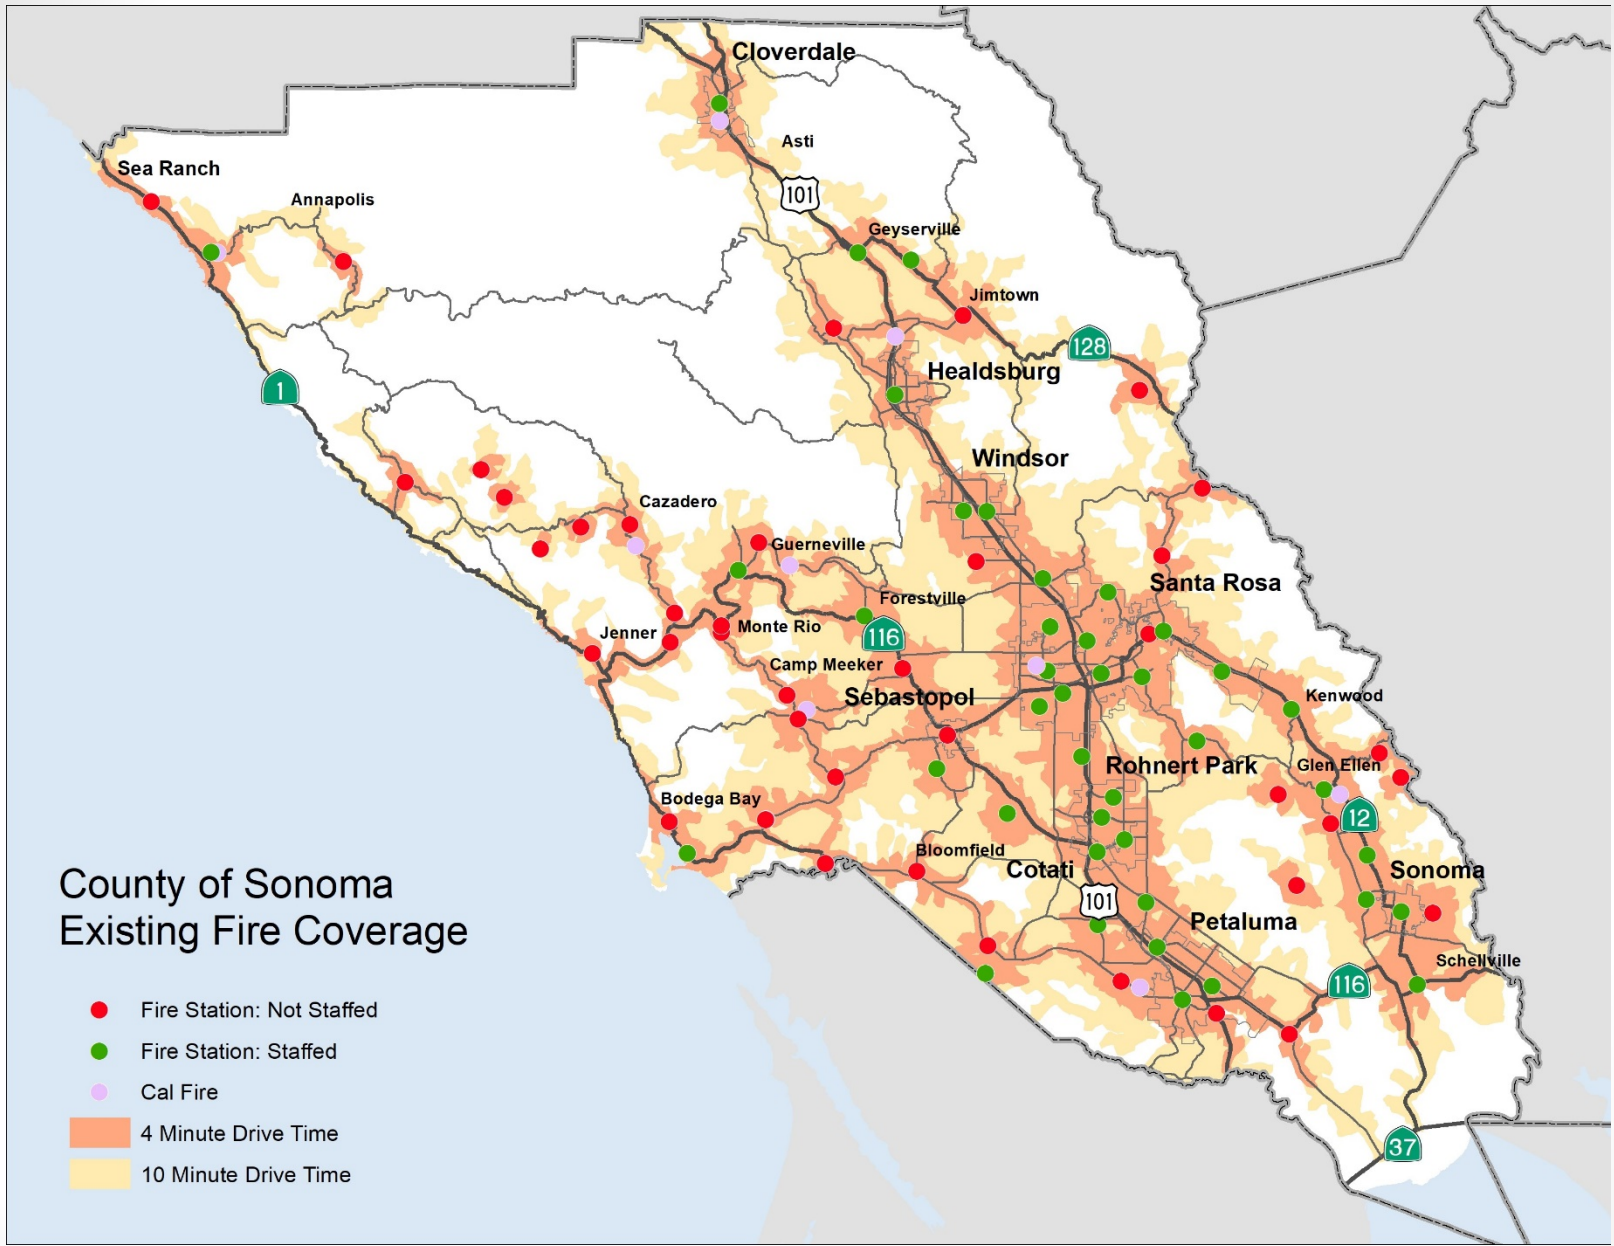 Cloverdale
Asti
101
Sea Ranch
Annapolis
Geyserville
Jimtown
128
1
Healdsburg
Windsor
Cazadero
Guerneville
Santa Rosa
Forestville
Monte Rio
116
Jenner
Camp Meeker
Sebastopol
Kenwood
Rohnert Park
Glen Ellen
Bodega Bay
12
Bloomfield
Cotati
Sonoma
101
Petaluma
Schellville
116
37
County of Sonoma
Existing Fire Coverage
Fire Station: Not Staffed
Fire Station: Staffed
Cal Fire
4 Minute Drive Time
10 Minute Drive Time